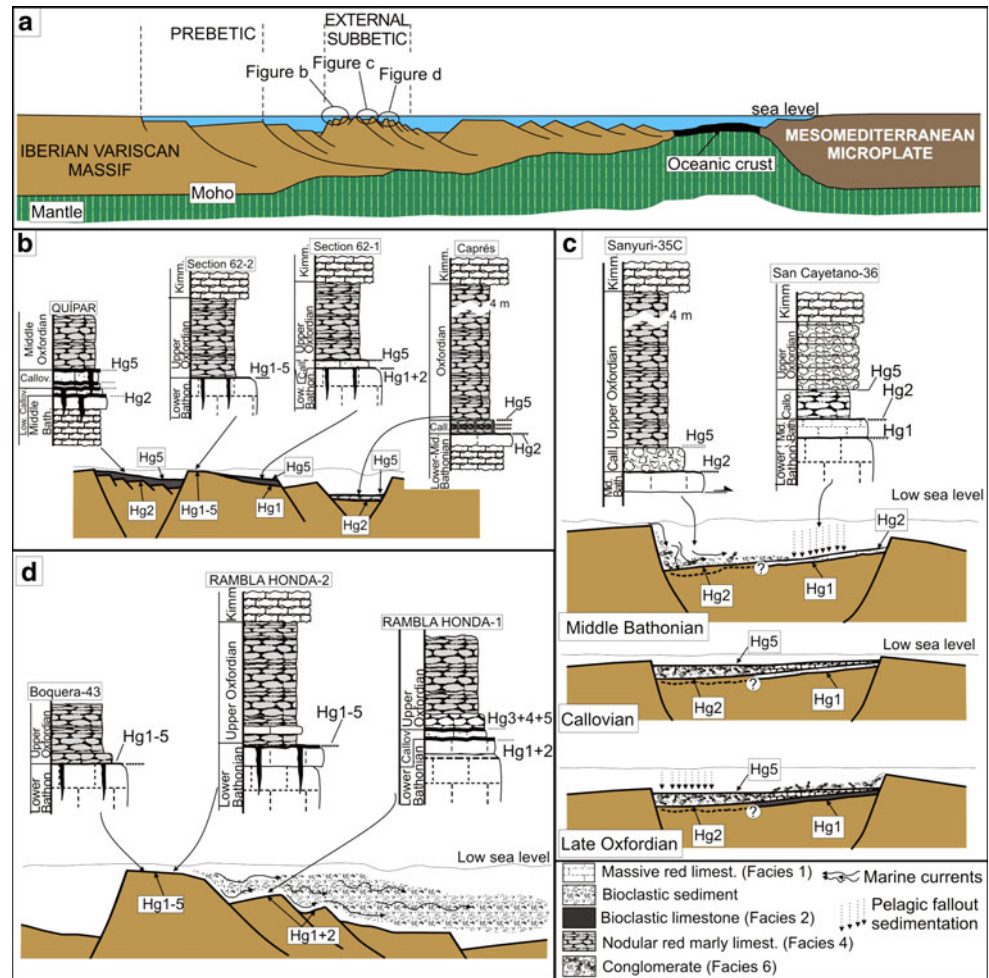 a
PREBETIC
EXTERNAL
SUBBETIC
Figure b
Figure c
Figure d
sea level
IBERIAN VARISCAN
MASSIF
MESOMEDITERRANEAN
MICROPLATE
Oceanic crust
Moho
Mantle
b
QUÍPAR
Middle
Oxfordian
Callov.
Low. Callov.
Middle
Bath.
Hg5
Hg2
Section 62-2
Kimm.
Upper
Oxfordian
Lower
Bathon
Hg1-5
Section 62-1
Kimm.
Upper
Oxfordian
Call.
Low.
Bathon.
Hg5
Hg1+2
Caprés
Kimm.
4 m
Oxfordian
Call.
Lower-Mid.
Bathonian
Hg5
Hg2
Hg5
Hg5
Hg5
Hg2
Hg1-5
Hg1
Hg2
c
Sanyuri-35C
Kimm.
4 m
Upper Oxfordian
Call.
Mid.
Bath.
Hg5
Hg2
San Cayetano-36
Kimm
Upper
Oxfordian
Callo.
Mid.
Bath
Lower
Bathon
Hg5
Hg2
Hg1
Low sea level
Hg2
?
Hg2
Hg1
Middle Bathonian
Low sea level
Hg5
?
Hg2
Hg1
Callovian
Hg5
?
Hg2
Hg1
Late Oxfordian
d
Boquera-43
Upper
Oxfordian
Lower
Bathon
Hg1-5
RAMBLA HONDA-2
Kimm.
Upper Oxfordian
Lower
Bathonian
Hg1-5
RAMBLA HONDA-1
Upper
Oxfordian
Callov
Lower
Bathonian
Hg3+4+5
Hg1+2
Low sea level
Hg1-5
Hg1+2
Massive red limest. (Facies 1)
Bioclastic sediment
Bioclastic limestone (Facies 2)
Nodular red marly limest. (Facies 4)
Conglomerate (Facies 6)
Marine currents
Pelagic fallout
sedimentation